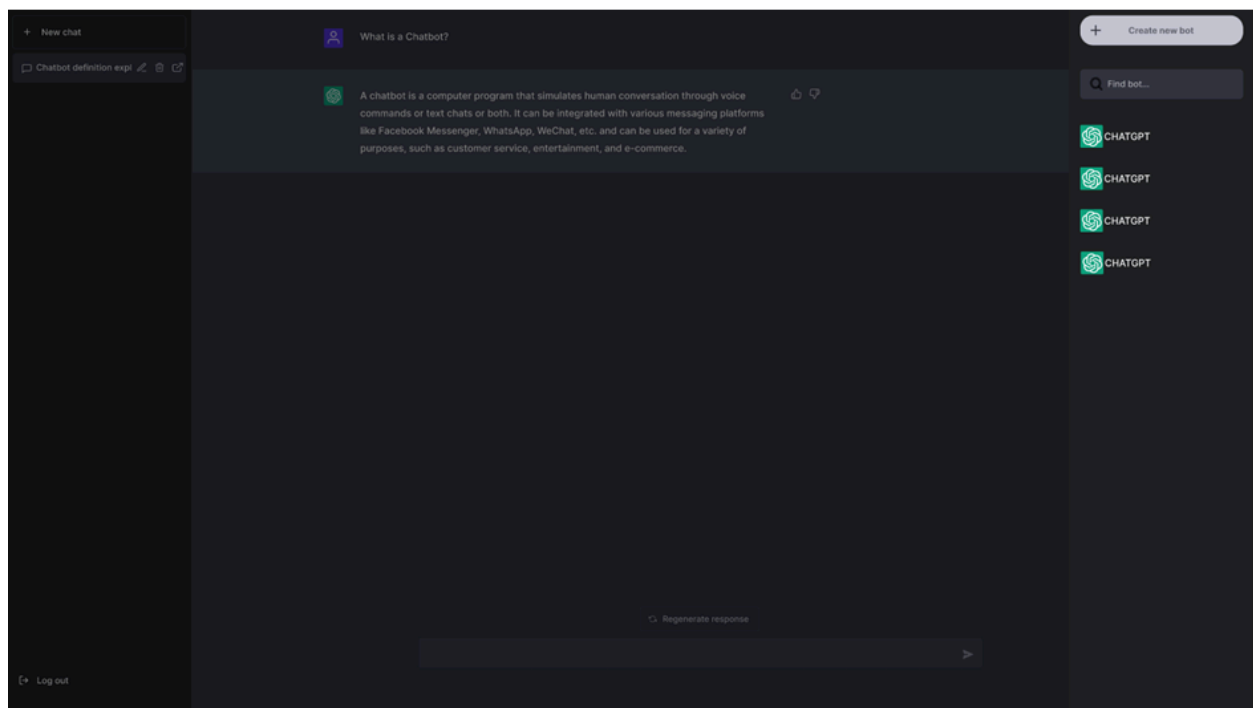 New chat
Chatbot definition expl
Log out
What is a Chatbot?
A chatbot is a computer program that simulates human conversation through voice
commands or text chats or both. It can be integrated with various messaging platforms
like Facebook Messenger, WhatsApp, WeChat, etc. and can be used for a variety of
purposes, such as customer service, entertainment, and e-commerce.
Regenerate response
Create new bot
Find bot...
CHATGPT
CHATGPT
CHATGPT
CHATGPT